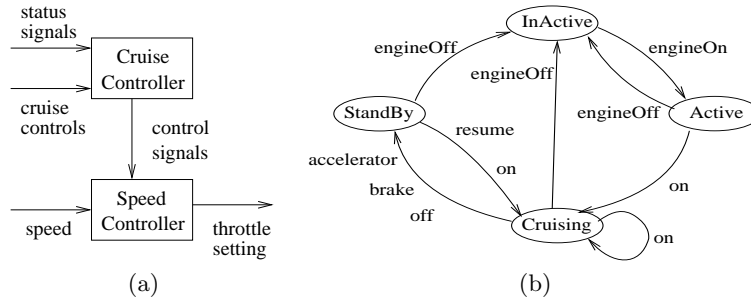 status
signals
Cruise
Controller
cruise
controls
control
signals
Speed
Controller
speed
throttle
setting
(a)
InActive
engineOff
engineOn
engineOff
StandBy
engineOff
Active
resume
accelerator
on
brake
on
off
Cruising
on
(b)